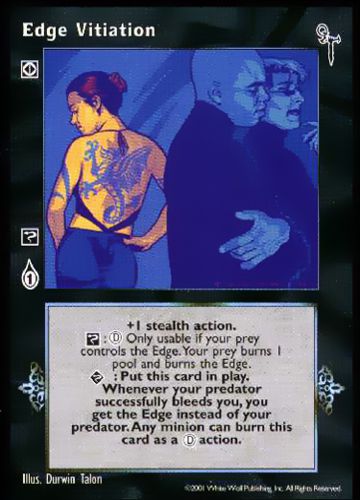 Edge Vitiation
1
+1 stealth action.
: Ⓓ Only usable if your prey
controls the Edge. Your prey burns 1
pool and burns the Edge.
: Put this card in play.
Whenever your predator
successfully bleeds you, you
get the Edge instead of your
predator. Any minion can burn this
card as a Ⓓ action.
Illus. Durwin Talon
©2001 White Wolf Publishing, Inc. All Rights Reserved.